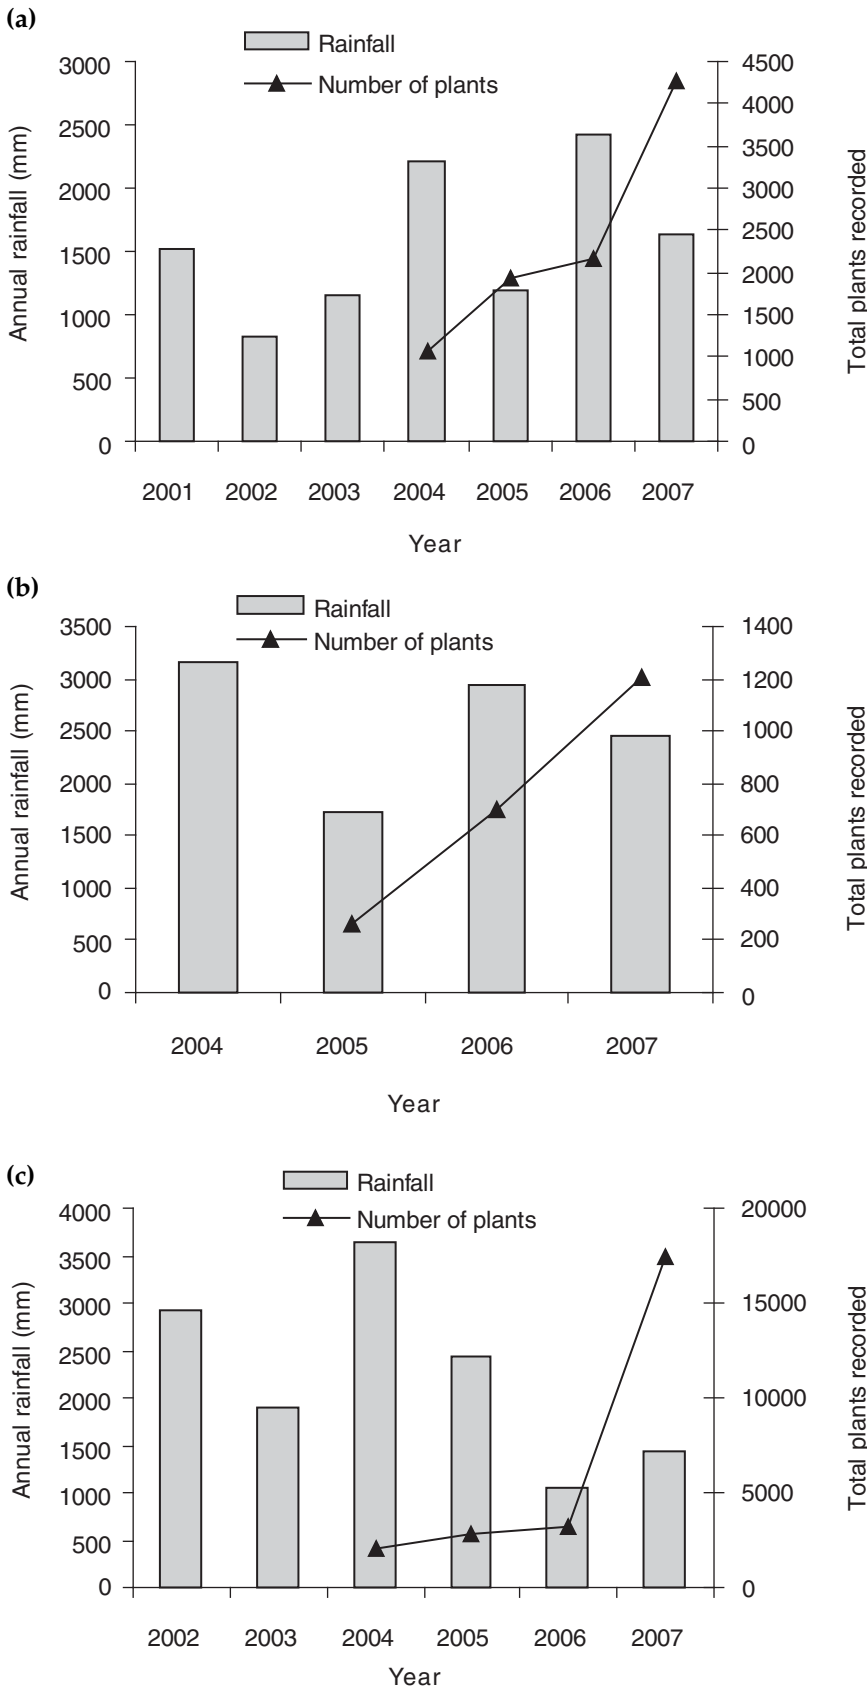 (a)
Rainfall
Number of plants
3000
2500
2000
1500
1000
500
0
Annual rainfall (mm)
4500
4000
3500
3000
2500
2000
1500
1000
500
0
Total plants recorded
2001 2002 2003 2004 2005 2006 2007
Year
(b)
Rainfall
Number of plants
3500
3000
2500
2000
1500
1000
500
0
Annual rainfall (mm)
1400
1200
1000
800
600
400
200
0
Total plants recorded
2004 2005 2006 2007
Year
(c)
Rainfall
Number of plants
4000
3500
3000
2500
2000
1500
1000
500
0
Annual rainfall (mm)
20000
15000
10000
5000
0
Total plants recorded
2002 2003 2004 2005 2006 2007
Year